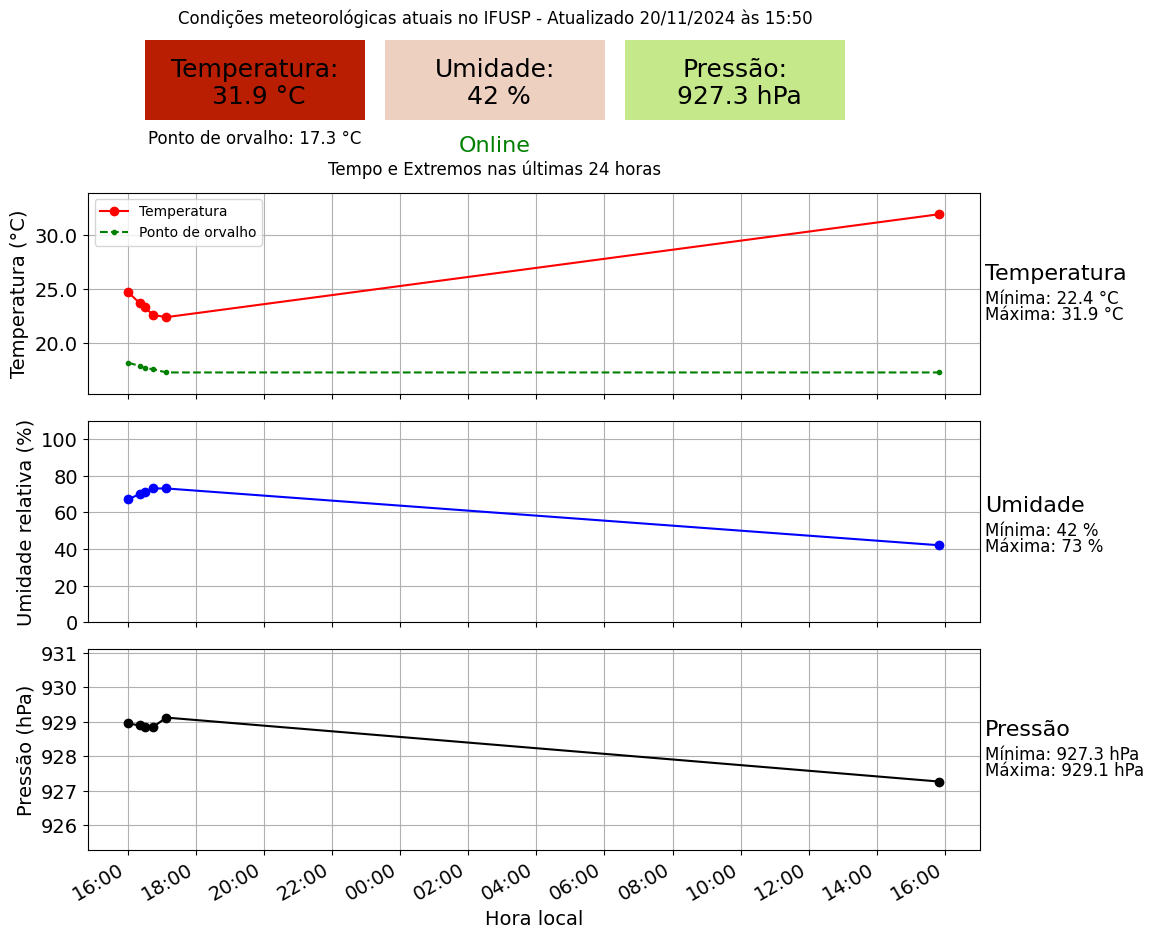 Condições meteorológicas atuais no IFUSP - Atualizado 20/11/2024 às 15:50
Temperatura:
31.9 °C
Umidade:
42 %
Pressão:
927.3 hPa
Ponto de orvalho: 17.3 °C
Online
Tempo e Extremos nas últimas 24 horas
Temperatura (°C)
30.0
25.0
20.0
Temperatura
Ponto de orvalho
Temperatura
Mínima: 22.4 °C
Máxima: 31.9 °C
Umidade relativa (%)
100
80
60
40
20
0
Umidade
Mínima: 42 %
Máxima: 73 %
Pressão (hPa)
931
930
929
928
927
926
Pressão
Mínima: 927.3 hPa
Máxima: 929.1 hPa
16:00 18:00 20:00 22:00 00:00 02:00 04:00 06:00 08:00 10:00 12:00 14:00 16:00
Hora local